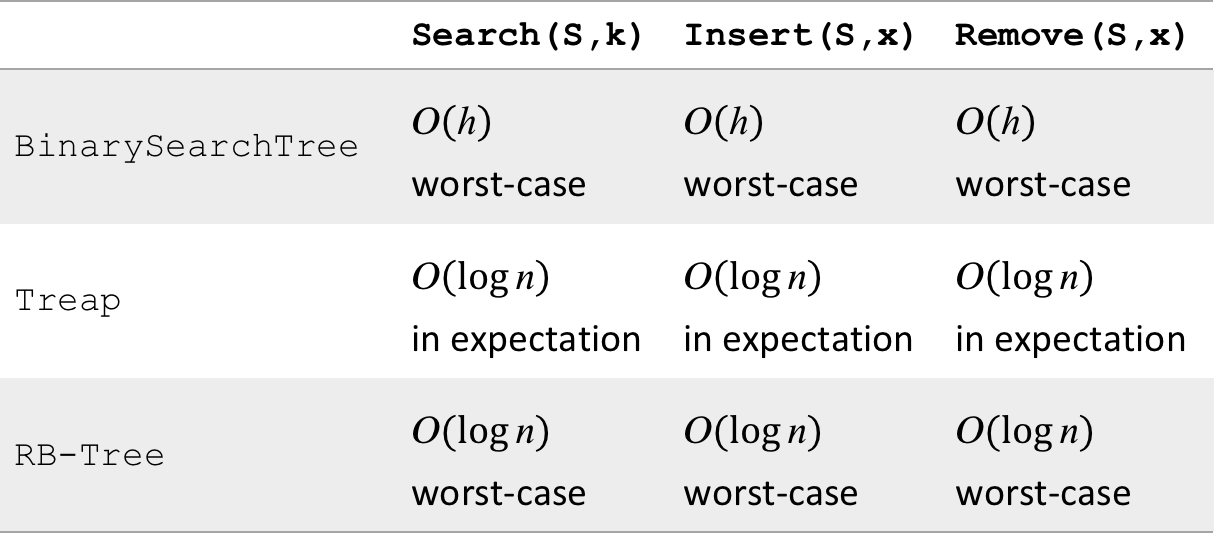 Search(S,k) Insert(S,x) Remove(S,x)
BinarySearchTree
O(h) O(h) O(h)
worst-case worst-case worst-case
Treap
O(log n) O(log n) O(log n)
in expectation in expectation in expectation
RB-Tree
O(log n) O(log n) O(log n)
worst-case worst-case worst-case